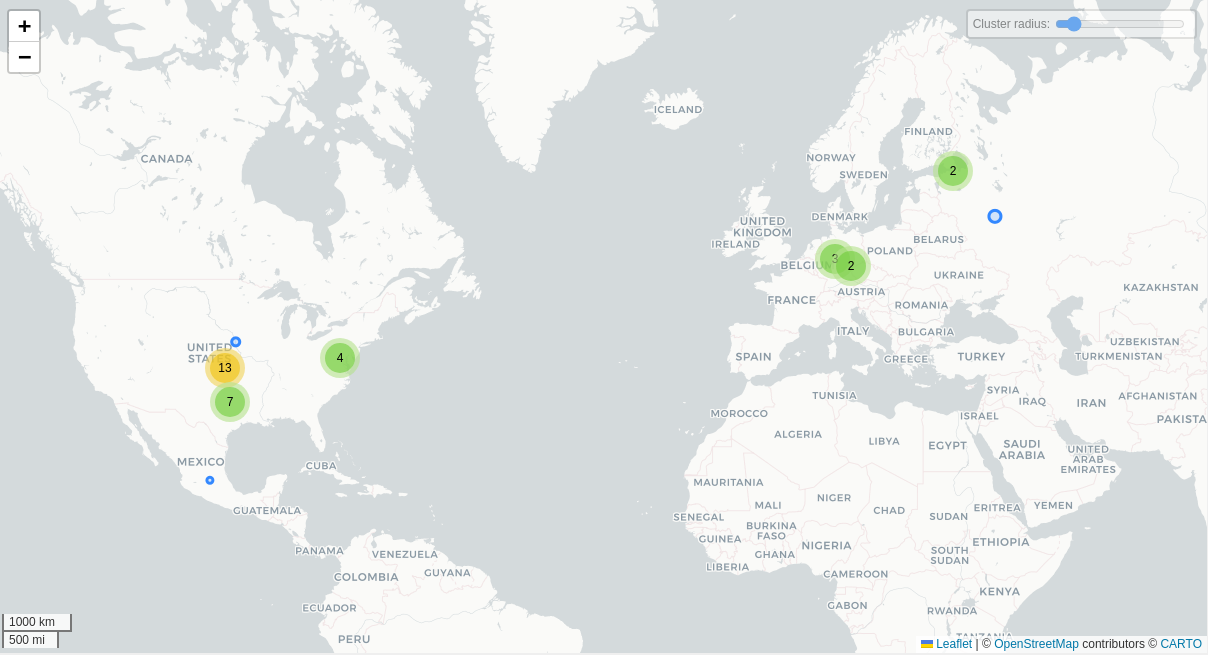 +
−
Cluster radius:
ICELAND
FINLAND
CANADA
NORWAY
SWEDEN
2
DENMARK
UNITED
KINGDOM
IRELAND
BELARUS
POLAND
3
2
UKRAINE
AUSTRIA
KAZAKHSTAN
FRANCE
ROMANIA
ITALY
BULGARIA
UZBEKISTAN
UNITED
13
4
SPAIN
GREECE
TURKEY
TURKMENISTAN
7
TUNISIA
SYRIA
IRAQ
IRAN
AFGHANISTAN
MOROCCO
ISRAEL
PAKISTA
ALGERIA
LIBYA
EGYPT
SAUDI
ARABIA
UNITED
ARAB
EMIRATES
MEXICO
CUBA
MAURITANIA
NIGER
MALI
CHAD
ERITREA
YEMEN
GUATEMALA
SENEGAL
SUDAN
BURKINA
FASO
GUINEA
NIGERIA
ETHIOPIA
PANAMA
VENEZUELA
GHANA
SOUTH
SUDAN
LIBERIA
COLOMBIA
GUYANA
CAMEROON
KENYA
ECUADOR
GABON
RWANDA
PERU
TANZANIA
1000 km
500 mi
Leaflet | © OpenStreetMap contributors © CARTO